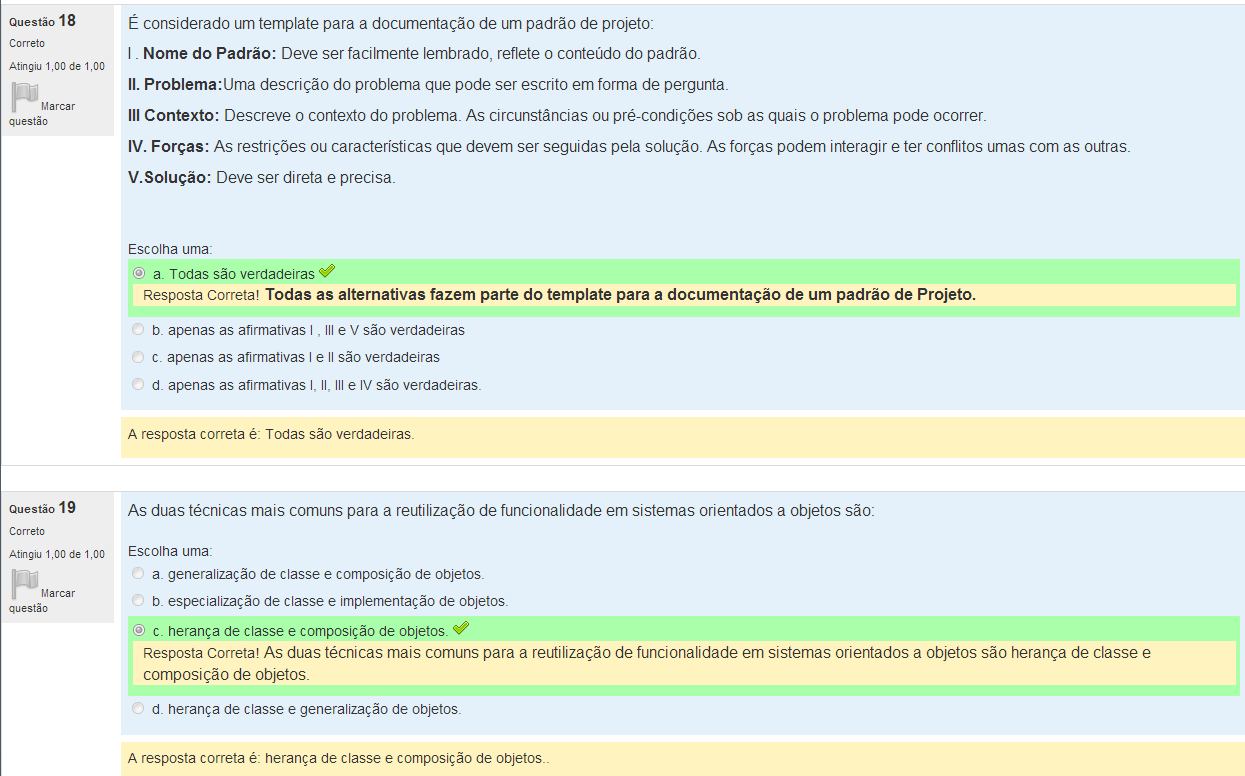 Questão 18
Correto
Atingiu 1,00 de 1,00
Marcar
questão
É considerado um template para a documentação de um padrão de projeto:
I . Nome do Padrão: Deve ser facilmente lembrado, reflete o conteúdo do padrão.
II. Problema:Uma descrição do problema que pode ser escrito em forma de pergunta.
III Contexto: Descreve o contexto do problema. As circunstâncias ou pré-condições sob as quais o problema pode ocorrer.
IV. Forças: As restrições ou características que devem ser seguidas pela solução. As forças podem interagir e ter conflitos umas com as outras.
V.Solução: Deve ser direta e precisa.
Escolha uma:
a. Todas são verdadeiras
Resposta Correta! Todas as alternativas fazem parte do template para a documentação de um padrão de Projeto.
b. apenas as afirmativas I , III e V são verdadeiras
c. apenas as afirmativas I e II são verdadeiras
d. apenas as afirmativas I, II, III e IV são verdadeiras.
A resposta correta é: Todas são verdadeiras.
Questão 19
Correto
Atingiu 1,00 de 1,00
Marcar
questão
As duas técnicas mais comuns para a reutilização de funcionalidade em sistemas orientados a objetos são:
Escolha uma:
a. generalização de classe e composição de objetos.
b. especialização de classe e implementação de objetos.
c. herança de classe e composição de objetos.
Resposta Correta! As duas técnicas mais comuns para a reutilização de funcionalidade em sistemas orientados a objetos são herança de classe e
composição de objetos.
d. herança de classe e generalização de objetos.
A resposta correta é: herança de classe e composição de objetos..